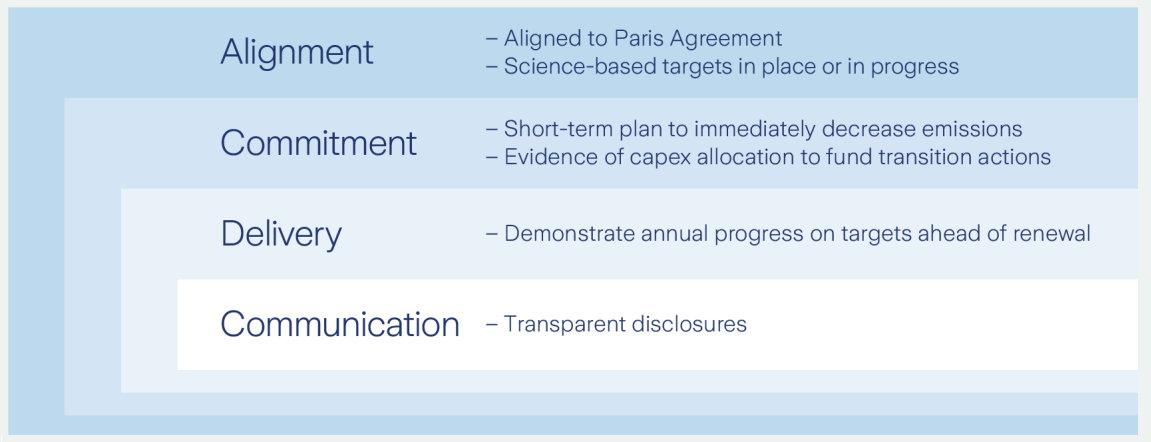 Alignment
– Aligned to Paris Agreement
– Science-based targets in place or in progress
Commitment
– Short-term plan to immediately decrease emissions
– Evidence of capex allocation to fund transition actions
Delivery
– Demonstrate annual progress on targets ahead of renewal
Communication
– Transparent disclosures